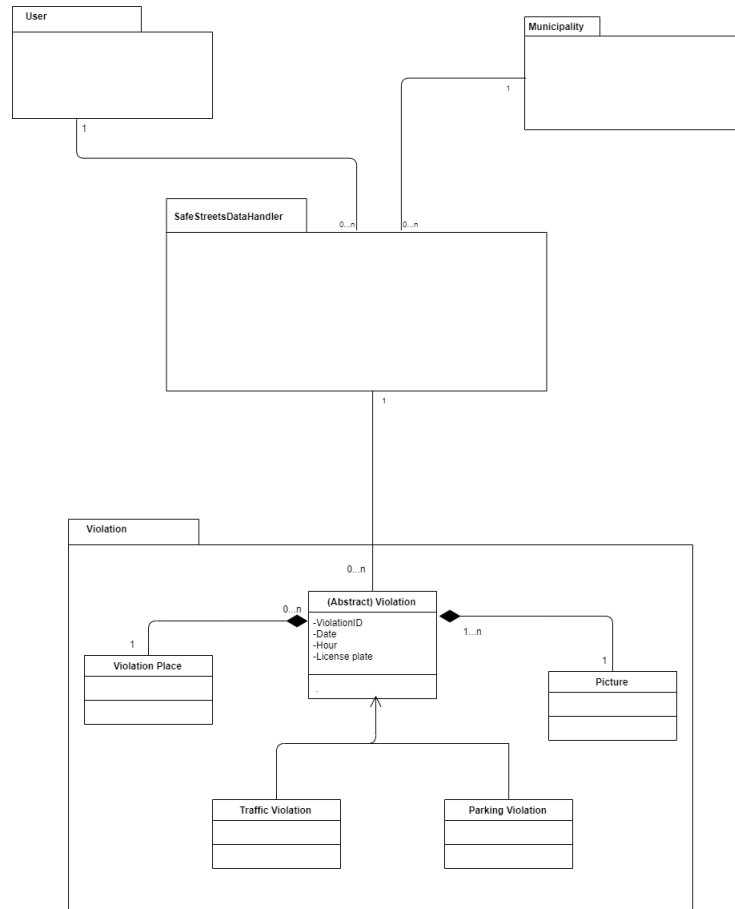 User
Municipality
1
1
SafeStreetsDataHandler
0...n
0...n
1
Violation
0...n
(Abstract) Violation
0...n
-ViolationID
-Date
-Hour
-License plate
1...n
1
1
Violation Place
Picture
.
Traffic Violation
Parking Violation